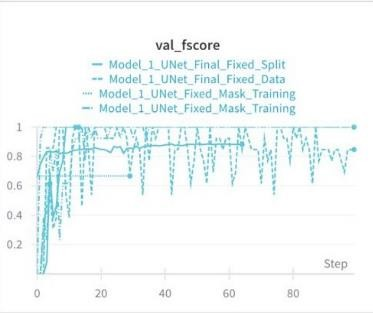 val_fscore
Model_1_UNet_Final_Fixed_Split
Model_1_UNet_Final_Fixed_Data
Model_1_UNet_Fixed_Mask_Training
Model_1_UNet_Fixed_Mask_Training
1
0.8
0.6
0.4
0.2
Step
0 20 40 60 80